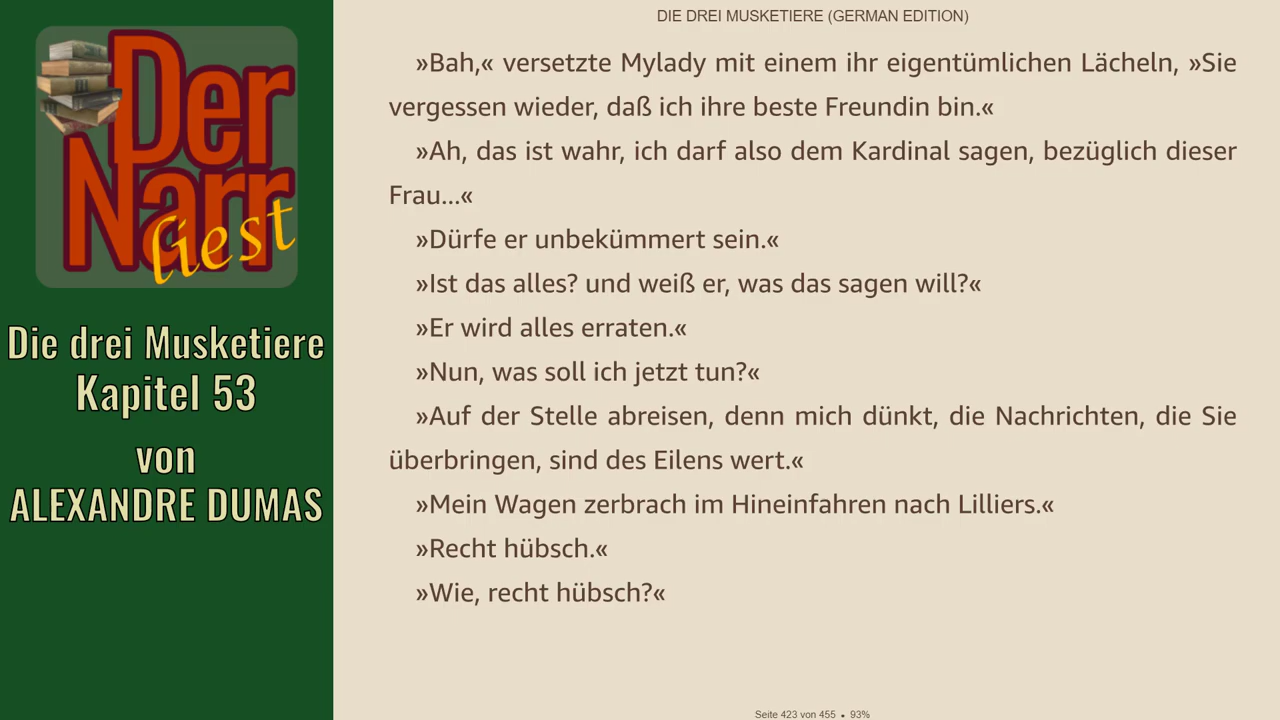 Der
Narr
liest
Die drei Musketiere
Kapitel 53
von
ALEXANDRE DUMAS
DIE DREI MUSKETIERE (GERMAN EDITION)
»Bah,« versetzte Mylady mit einem ihr eigentümlichen Lächeln, »Sie
vergessen wieder, daß ich ihre beste Freundin bin.«
»Ah, das ist wahr, ich darf also dem Kardinal sagen, bezüglich dieser
Frau...«
»Dürfe er unbekümmert sein.«
»Ist das alles? und weiß er, was das sagen will?«
»Er wird alles erraten.«
»Nun, was soll ich jetzt tun?«
»Auf der Stelle abreisen, denn mich dünkt, die Nachrichten, die Sie
überbringen, sind des Eilens wert.«
»Mein Wagen zerbrach im Hineinfahren nach Lilliers.«
»Recht hübsch.«
»Wie, recht hübsch?«
Seite 423 von 455 • 93%